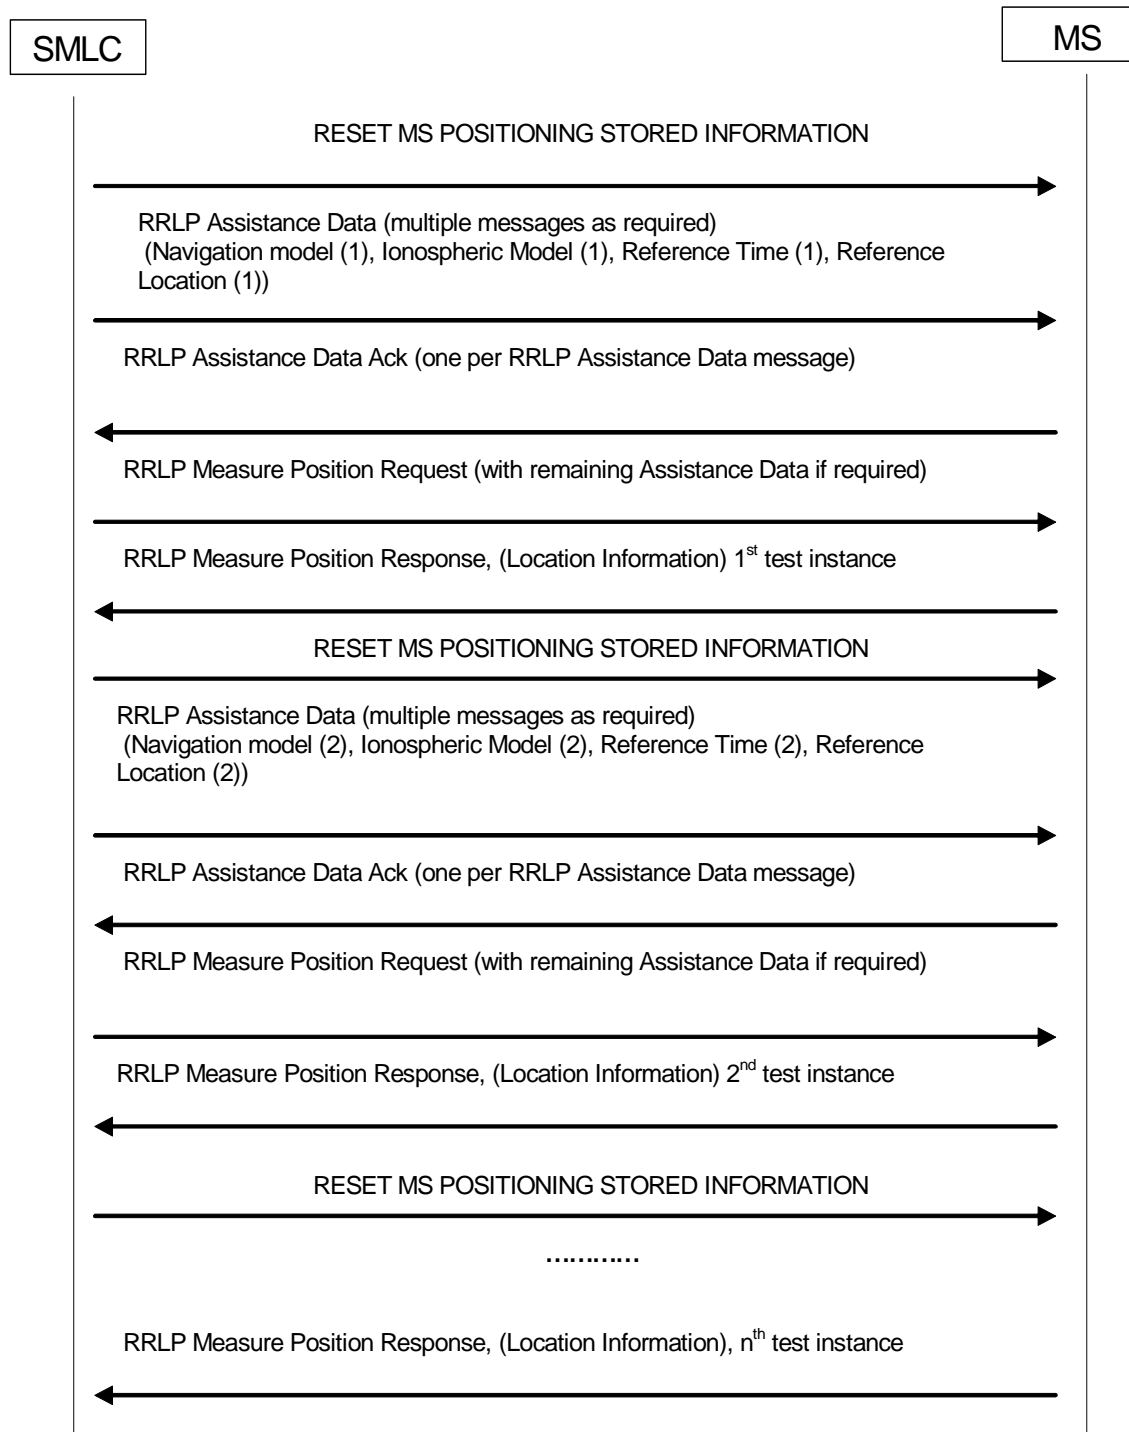 SMLC
MS
RESET MS POSITIONING STORED INFORMATION
RRLP Assistance Data (multiple messages as required)
(Navigation model (1), Ionospheric Model (1), Reference Time (1), Reference
Location (1))
RRLP Assistance Data Ack (one per RRLP Assistance Data message)
RRLP Measure Position Request (with remaining Assistance Data if required)
RRLP Measure Position Response, (Location Information) 1st test instance
RESET MS POSITIONING STORED INFORMATION
RRLP Assistance Data (multiple messages as required)
(Navigation model (2), Ionospheric Model (2), Reference Time (2), Reference
Location (2))
RRLP Assistance Data Ack (one per RRLP Assistance Data message)
RRLP Measure Position Request (with remaining Assistance Data if required)
RRLP Measure Position Response, (Location Information) 2nd test instance
RESET MS POSITIONING STORED INFORMATION
…………
RRLP Measure Position Response, (Location Information), nth test instance